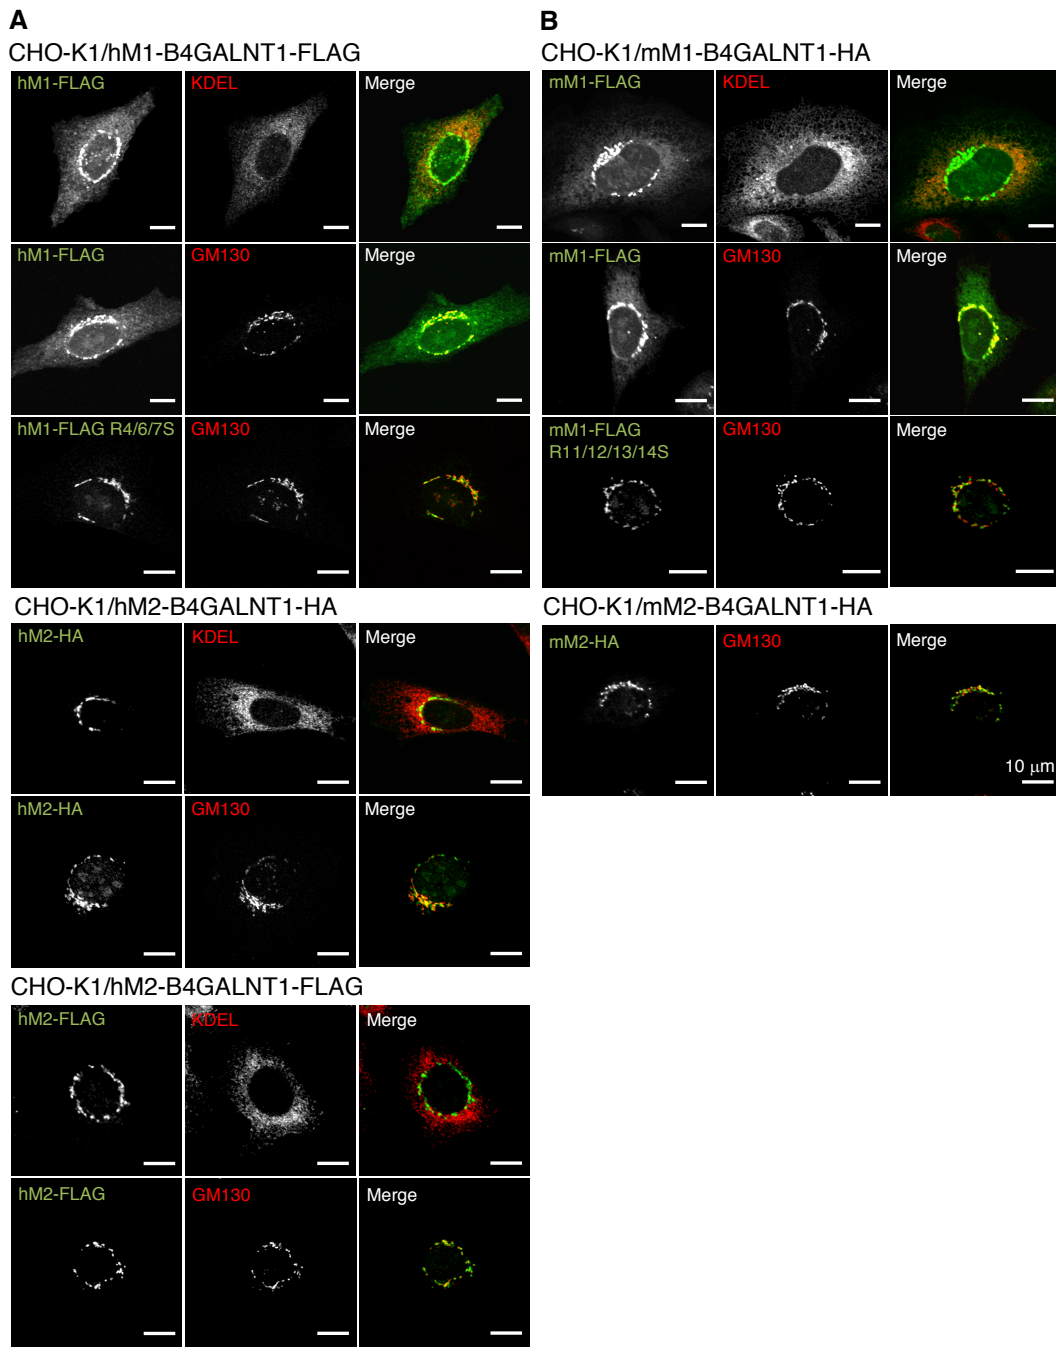 A
CHO-K1/hM1-B4GALNT1-FLAG
hM1-FLAG
KDEL
Merge
hM1-FLAG
GM130
Merge
hM1-FLAG R4/6/7S
GM130
Merge
CHO-K1/hM2-B4GALNT1-HA
hM2-HA
KDEL
Merge
hM2-HA
GM130
Merge
CHO-K1/hM2-B4GALNT1-FLAG
hM2-FLAG
KDEL
Merge
hM2-FLAG
GM130
Merge
B
CHO-K1/mM1-B4GALNT1-HA
mM1-FLAG
KDEL
Merge
mM1-FLAG
GM130
Merge
mM1-FLAG
R11/12/13/14S
GM130
Merge
CHO-K1/mM2-B4GALNT1-HA
mM2-HA
GM130
Merge
10 μm